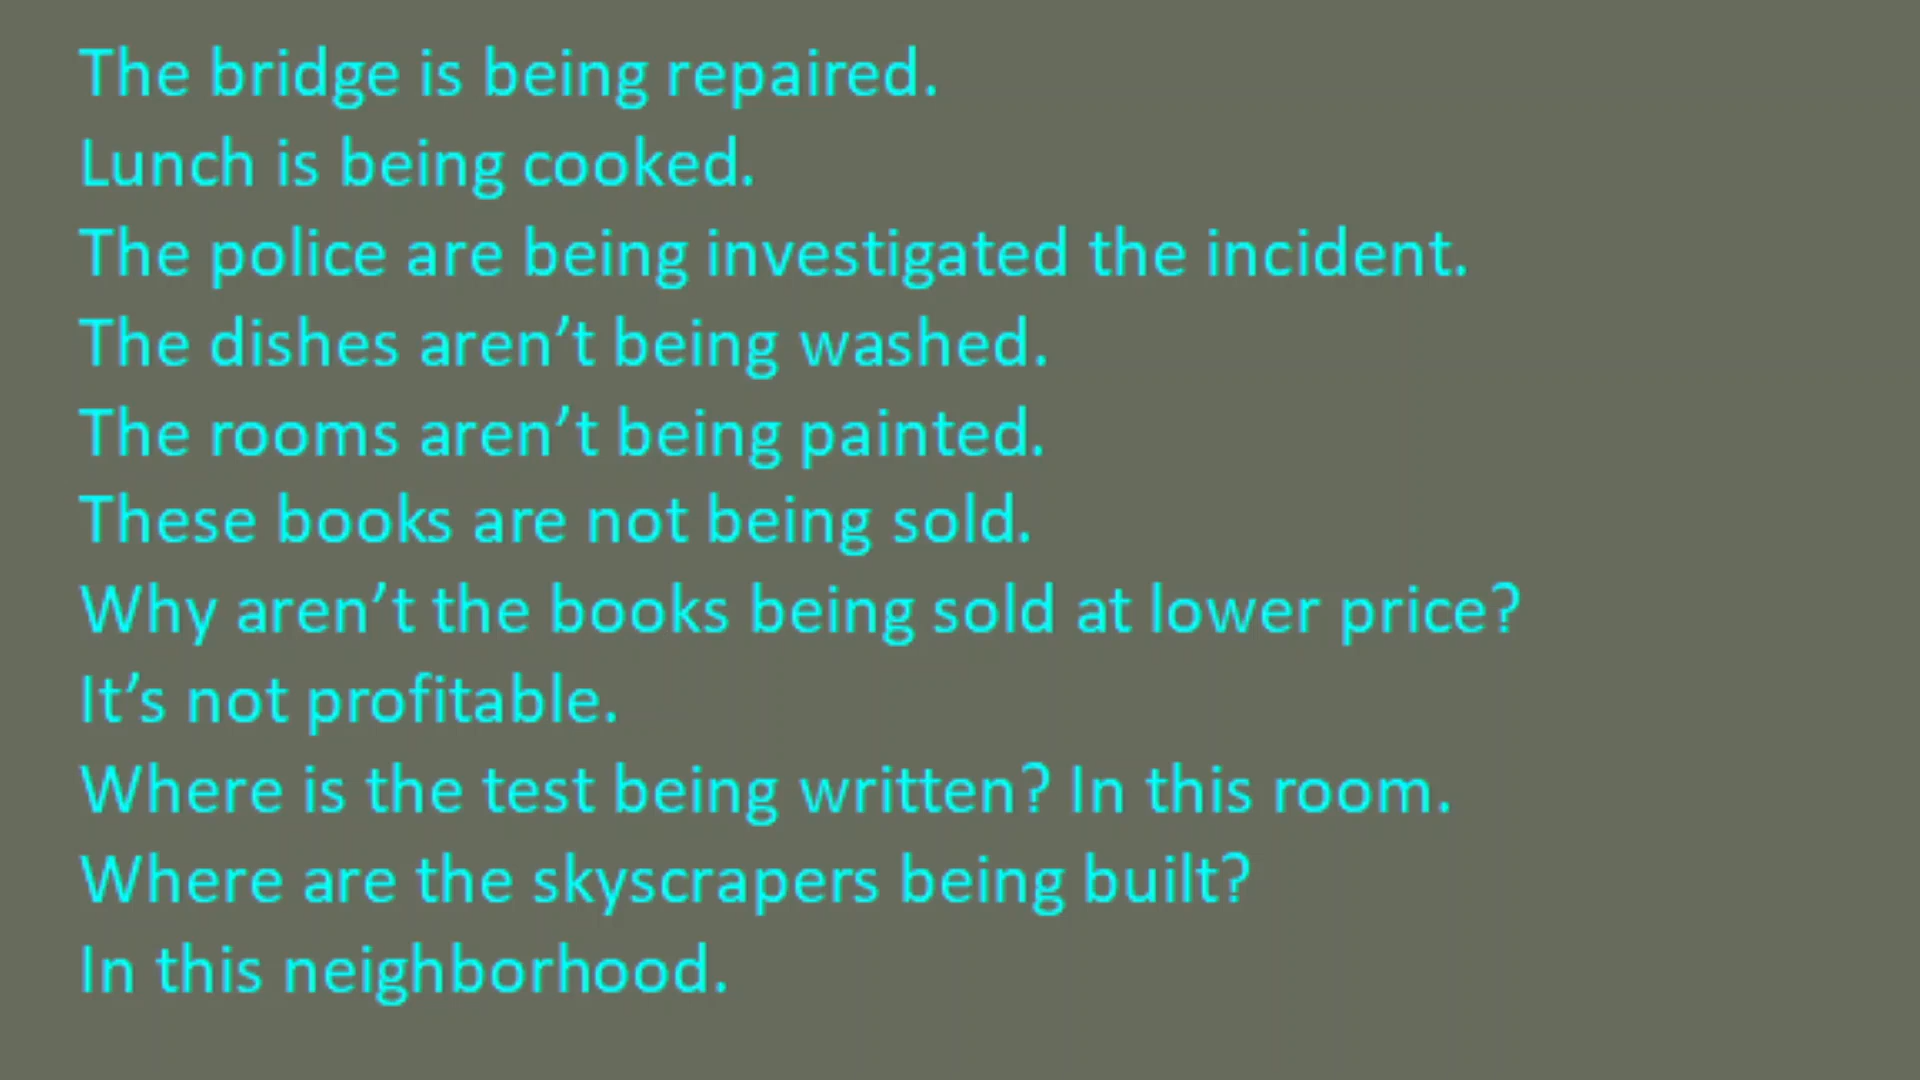 The bridge is being repaired.
Lunch is being cooked.
The police are being investigated the incident.
The dishes aren’t being washed.
The rooms aren’t being painted.
These books are not being sold.
Why aren’t the books being sold at lower price?
It’s not profitable.
Where is the test being written? In this room.
Where are the skyscrapers being built?
In this neighborhood.